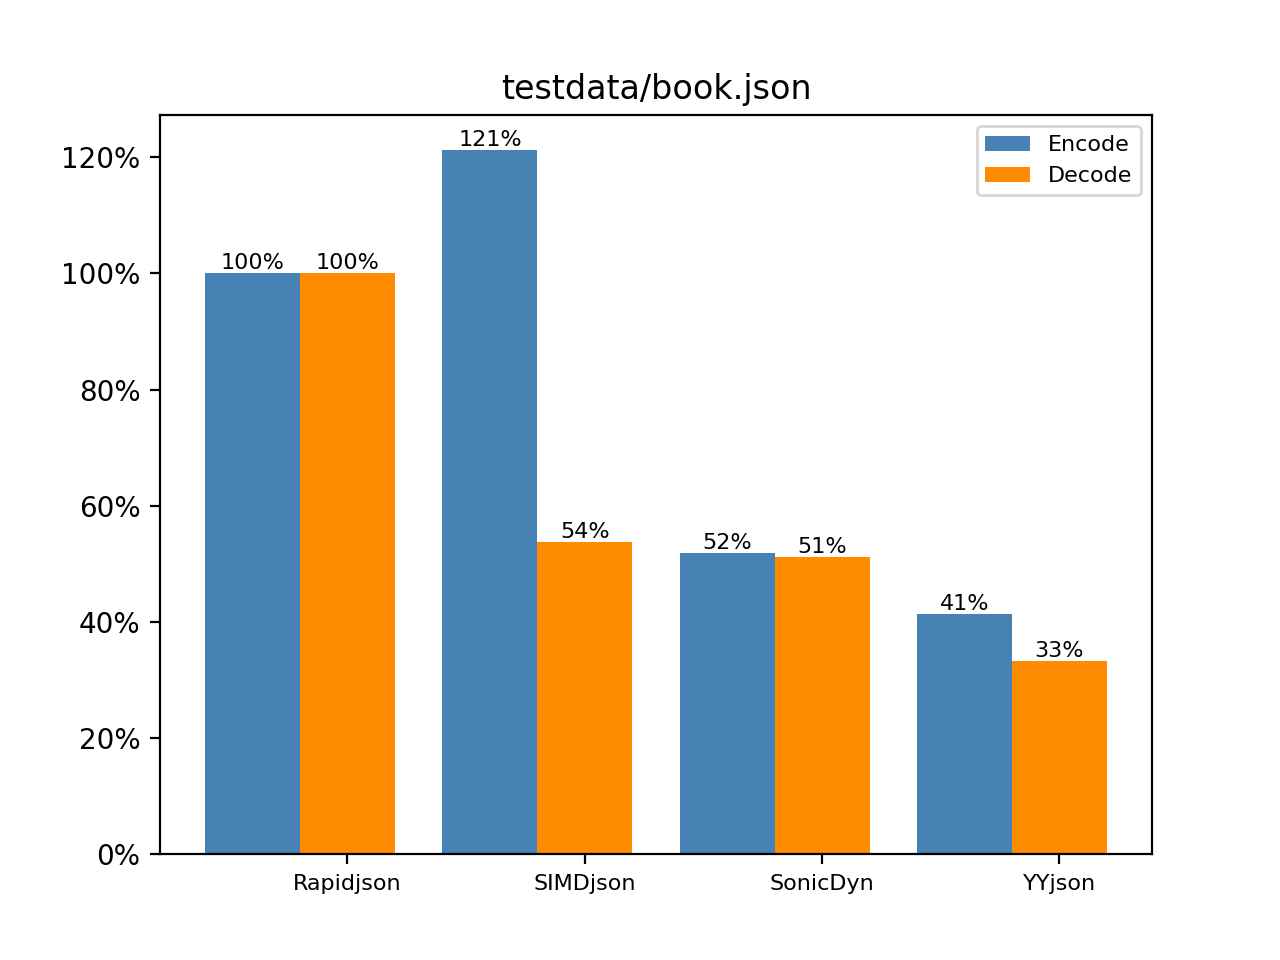 testdata/book.json
Encode
Decode
120%
100%
80%
60%
40%
20%
0%
100%
100%
121%
54%
52%
51%
41%
33%
Rapidjson
SIMDjson
SonicDyn
YYjson